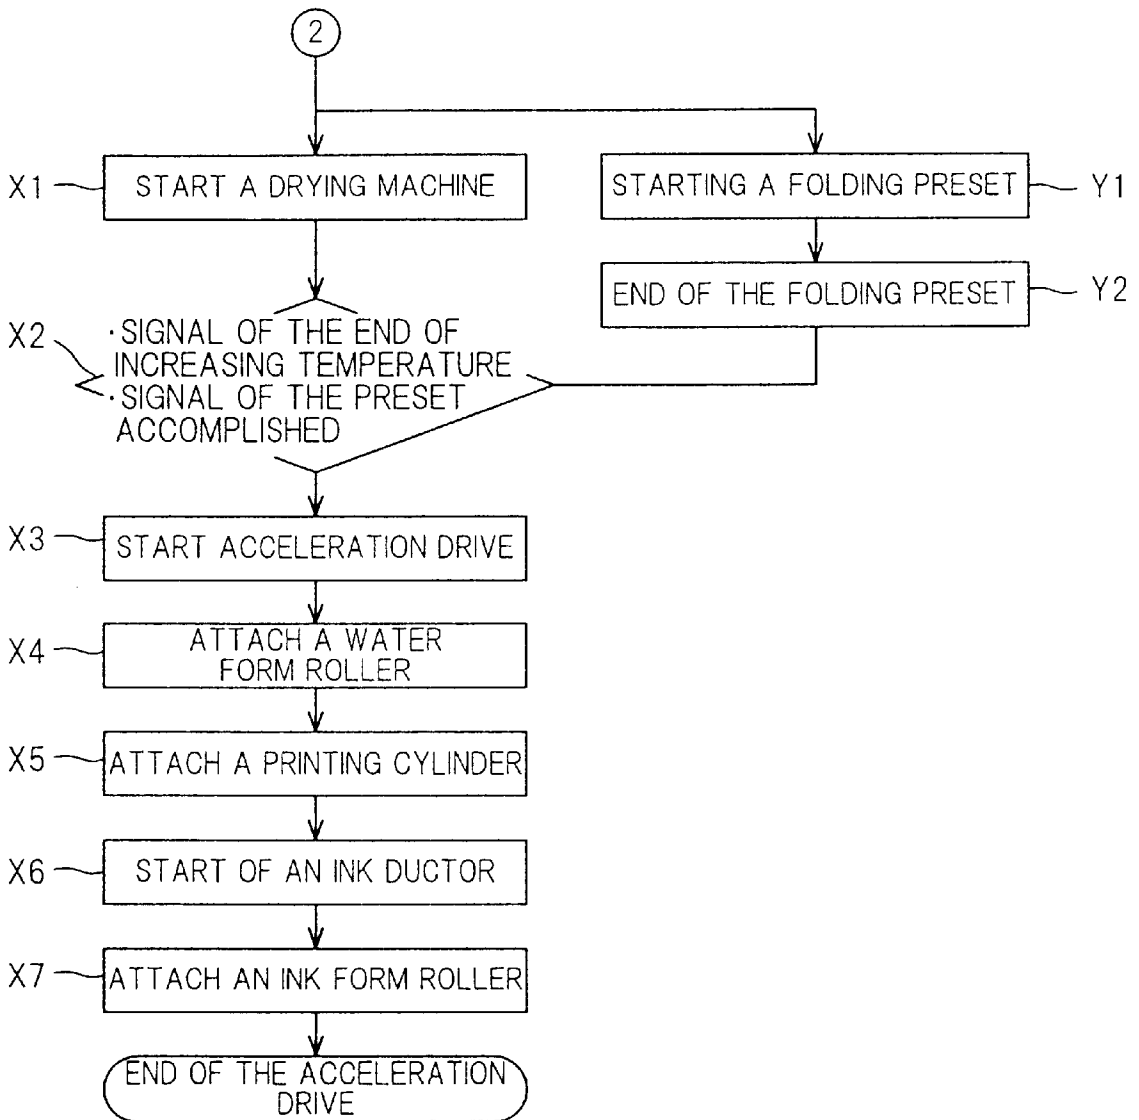 2
X1
START A DRYING MACHINE
STARTING A FOLDING PRESET
Y1
END OF THE FOLDING PRESET
Y2
X2
·SIGNAL OF THE END OF
INCREASING TEMPERATURE
·SIGNAL OF THE PRESET
ACCOMPLISHED
X3
START ACCELERATION DRIVE
X4
ATTACH A WATER
FORM ROLLER
X5
ATTACH A PRINTING CYLINDER
X6
START OF AN INK DUCTOR
X7
ATTACH AN INK FORM ROLLER
END OF THE ACCELERATION
DRIVE